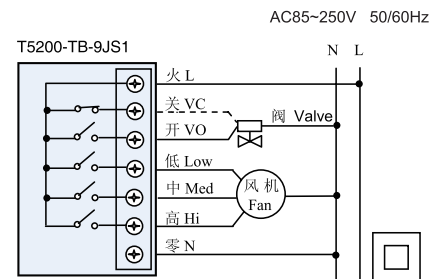 AC85~250V 50/60Hz
T5200-TB-9JS1
N L
火 L
关 VC
阀 Valve
开 VO
低 Low
中 Med
风 机
Fan
高 Hi
零 N